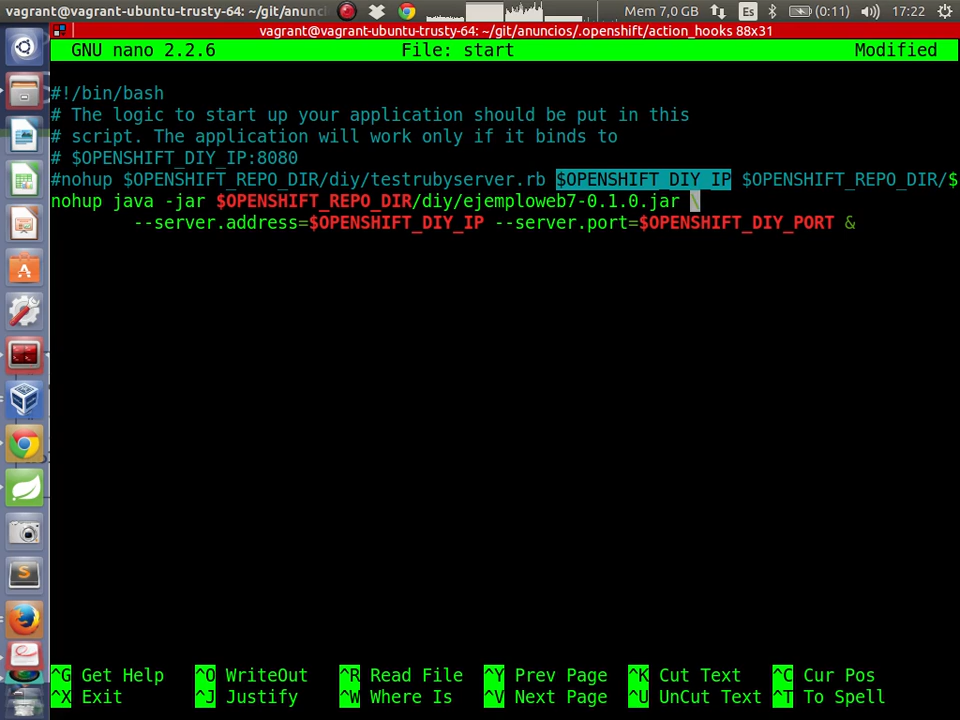 vagrant@vagrant-ubuntu-trusty-64: ~/git/anunci Mem 7,0 GB Es (0:11) 17:22
vagrant@vagrant-ubuntu-trusty-64: ~/git/anuncios/.openshift/action_hooks 88x31
GNU nano 2.2.6 File: start Modified
#!/bin/bash
# The logic to start up your application should be put in this
# script. The application will work only if it binds to
# $OPENSHIFT_DIY_IP:8080
#nohup $OPENSHIFT_REPO_DIR/diy/testrubyserver.rb $OPENSHIFT_DIY_IP $OPENSHIFT_REPO_DIR/$
nohup java -jar $OPENSHIFT_REPO_DIR/diy/ejemploweb7-0.1.0.jar \
--server.address=$OPENSHIFT_DIY_IP --server.port=$OPENSHIFT_DIY_PORT &
^G Get Help ^O WriteOut ^R Read File ^Y Prev Page ^K Cut Text ^C Cur Pos
^X Exit ^J Justify ^W Where Is ^V Next Page ^U UnCut Text ^T To Spell